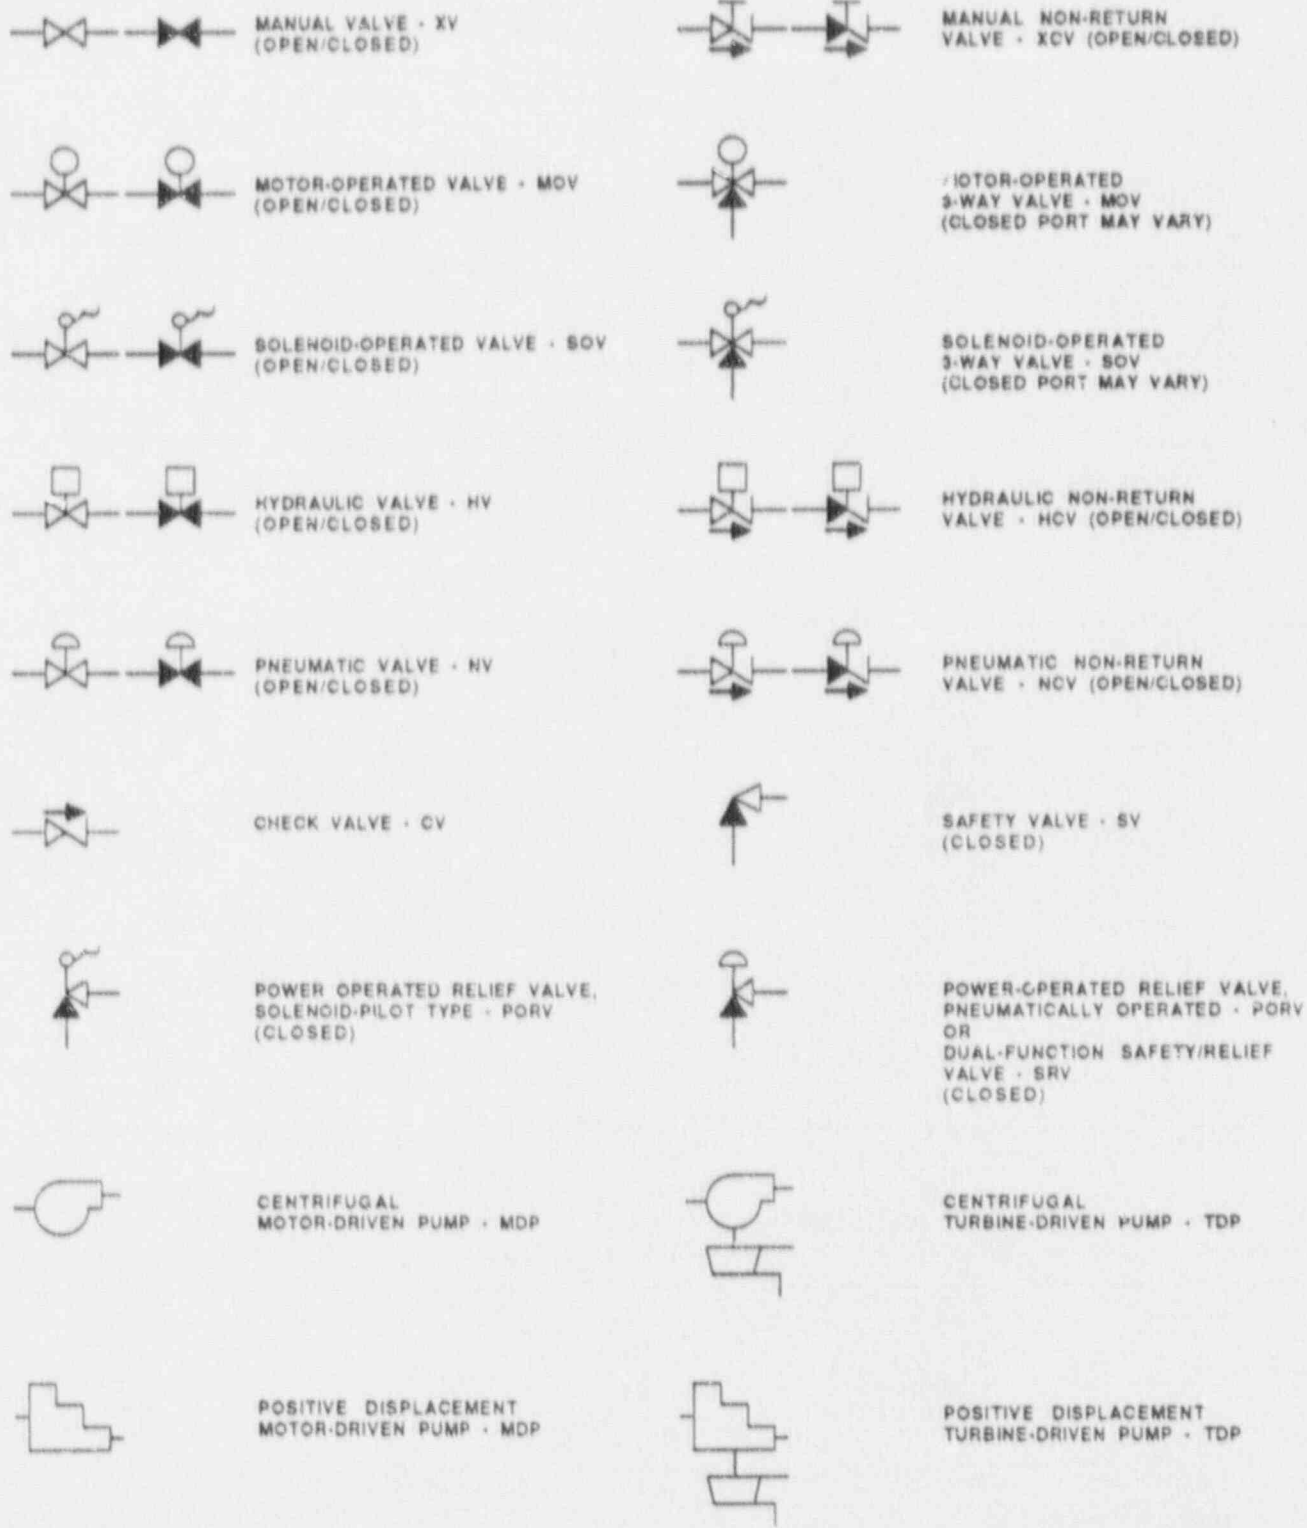 MANUAL VALVE - XV
(OPEN/CLOSED)
MANUAL NON-RETURN
VALVE - XCV (OPEN/CLOSED)
MOTOR-OPERATED VALVE - MOV
(OPEN/CLOSED)
MOTOR-OPERATED
3-WAY VALVE - MOV
(CLOSED PORT MAY VARY)
SOLENOID-OPERATED VALVE - SOV
(OPEN/CLOSED)
SOLENOID-OPERATED
3-WAY VALVE - SOV
(CLOSED PORT MAY VARY)
HYDRAULIC VALVE - HV
(OPEN/CLOSED)
HYDRAULIC NON-RETURN
VALVE - HCV (OPEN/CLOSED)
PNEUMATIC VALVE - NV
(OPEN/CLOSED)
PNEUMATIC NON-RETURN
VALVE - NCV (OPEN/CLOSED)
CHECK VALVE - CV
SAFETY VALVE - SV
(CLOSED)
POWER OPERATED RELIEF VALVE,
SOLENOID-PILOT TYPE - PORV
(CLOSED)
POWER-OPERATED RELIEF VALVE,
PNEUMATICALLY OPERATED - PORV
OR
DUAL-FUNCTION SAFETY/RELIEF
VALVE - SRV
(CLOSED)
CENTRIFUGAL
MOTOR-DRIVEN PUMP - MDP
CENTRIFUGAL
TURBINE-DRIVEN PUMP - TDP
POSITIVE DISPLACEMENT
MOTOR-DRIVEN PUMP - MDP
POSITIVE DISPLACEMENT
TURBINE-DRIVEN PUMP - TDP